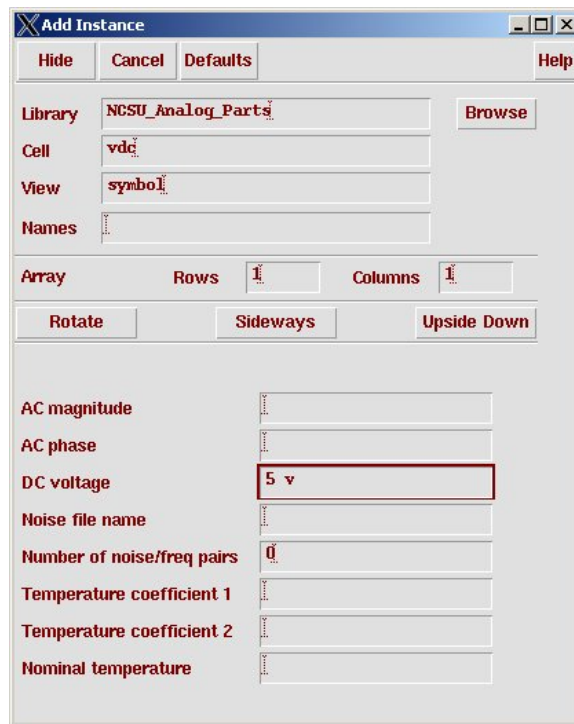 Add Instance
Hide Cancel Defaults Help
Library NCSU_Analog_Parts Browse
Cell vdc
View symbol
Names
Array Rows 1 Columns 1
Rotate Sideways Upside Down
AC magnitude
AC phase
DC voltage 5 v
Noise file name
Number of noise/freq pairs 0
Temperature coefficient 1
Temperature coefficient 2
Nominal temperature